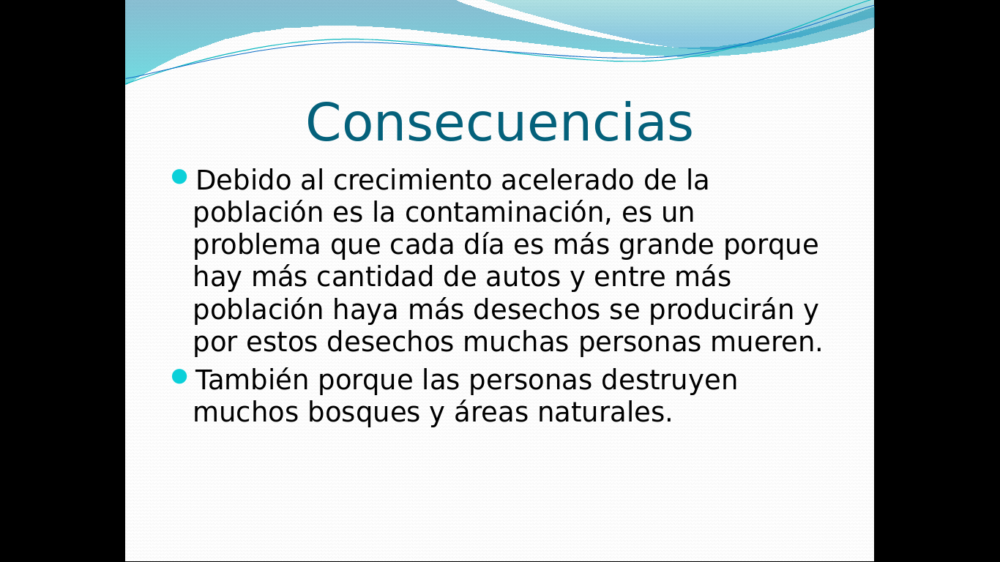 Consecuencias
Debido al crecimiento acelerado de la
población es la contaminación, es un
problema que cada día es más grande porque
hay más cantidad de autos y entre más
población haya más desechos se producirán y
por estos desechos muchas personas mueren.
También porque las personas destruyen
muchos bosques y áreas naturales.